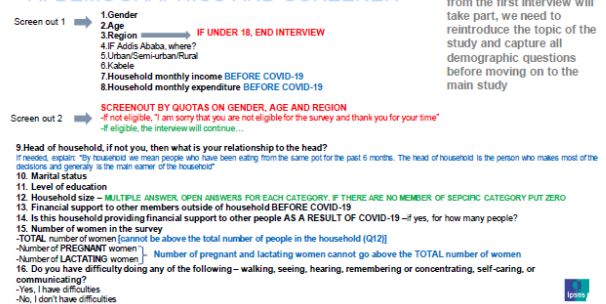 from the first interview will
take part, we need to
reintroduce the topic of the
study and capture all
demographic questions
before moving on to the
main study
Screen out 1
1.Gender
2.Age
3.Region
IF UNDER 18, END INTERVIEW
4.IF Addis Ababa, where?
5.Urban/Semi-urban/Rural
6.Kabele
7.Household monthly income BEFORE COVID-19
8.Household monthly expenditure BEFORE COVID-19
Screen out 2
SCREENOUT BY QUOTAS ON GENDER, AGE AND REGION
-If not eligible, "I am sorry that you are not eligible for the survey and thank you for your time"
-If eligible, the interview will continue…
9.Head of household, if not you, then what is your relationship to the head?
If needed, explain: "By household we mean people who have been eating from the same pot for the past 6 months. The head of household is the person who makes most of the
decisions and generally is the main earner of the household"
10. Marital status
11. Level of education
12. Household size – MULTIPLE ANSWER, OPEN ANSWERS FOR EACH CATEGORY. IF THERE ARE NO MEMBER OF SEPCIFIC CATEGORY PUT ZERO
13. Financial support to other members outside of household BEFORE COVID-19
14. Is this household providing financial support to other people AS A RESULT OF COVID-19 –if yes, for how many people?
15. Number of women in the survey
-TOTAL number of women [cannot be above the total number of people in the household (Q12)]
-Number of PREGNANT women
-Number of LACTATING women
Number of pregnant and lactating women cannot go above the TOTAL number of women
16. Do you have difficulty doing any of the following – walking, seeing, hearing, remembering or concentrating, self-caring, or
communicating?
-Yes, I have difficulties
-No, I don't have difficulties
Ipsos